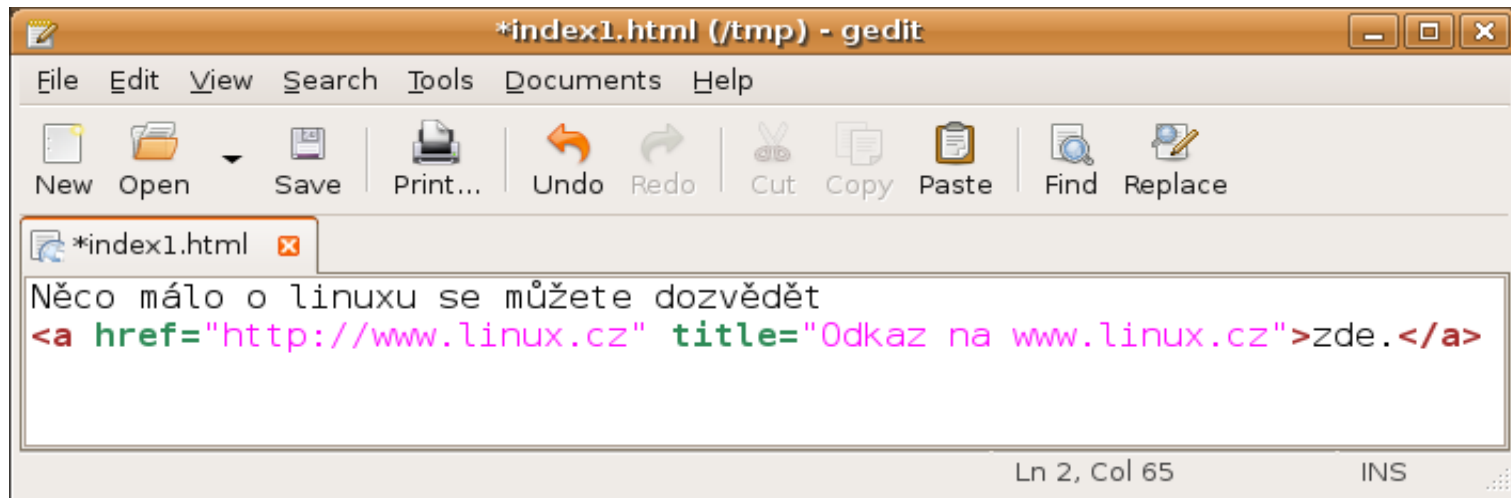 *index1.html (/tmp) - gedit
File Edit View Search Tools Documents Help
New Open Save Print... Undo Redo Cut Copy Paste Find Replace
*index1.html
Něco málo o linuxu se můžete dozvědět
<a href="http://www.linux.cz" title="Odkaz na www.linux.cz">zde.</a>
Ln 2, Col 65 INS